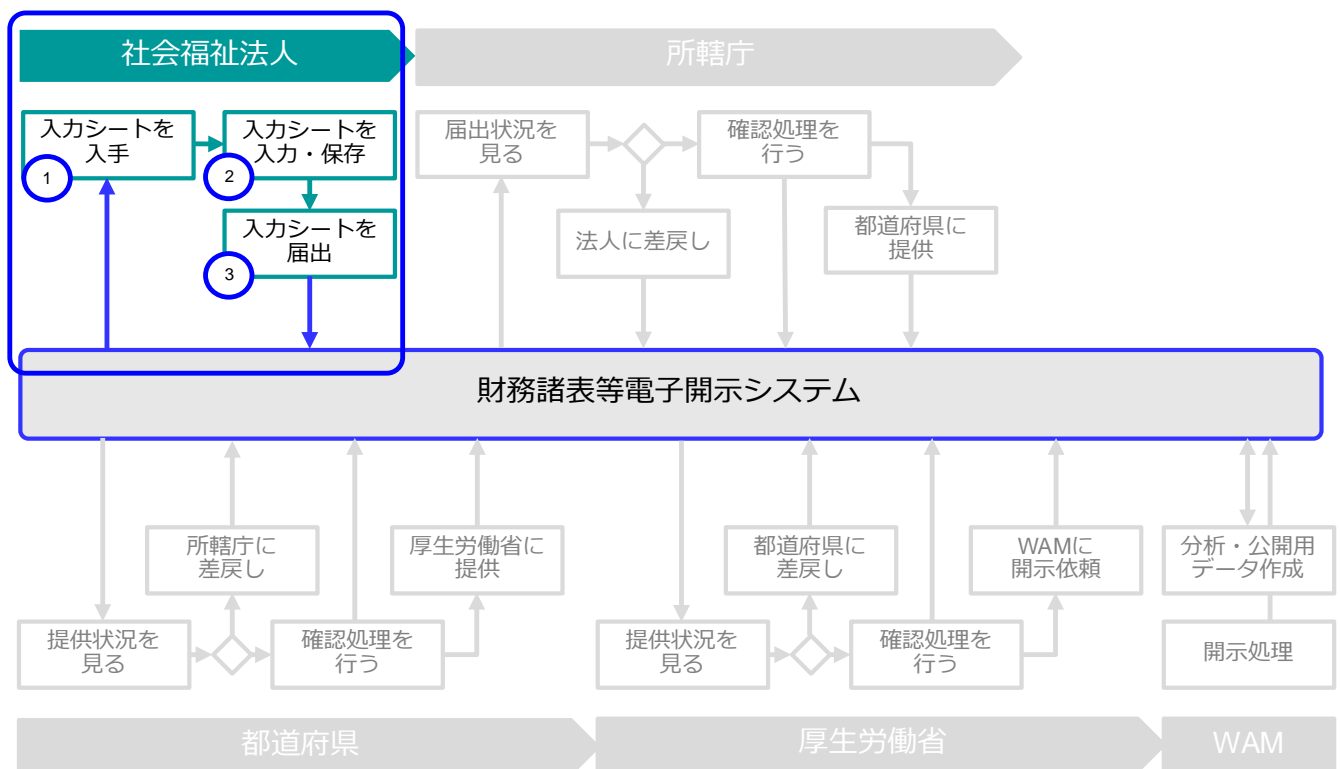 社会福祉法人
所轄庁
入力シートを
入手
1
入力シートを
入力・保存
2
入力シートを
届出
3
届出状況を
見る
確認処理を
行う
法人に差戻し
都道府県に
提供
財務諸表等電子開示システム
所轄庁に
差戻し
厚生労働省に
提供
提供状況を
見る
確認処理を
行う
都道府県に
差戻し
WAMに
開示依頼
分析・公開用
データ作成
提供状況を
見る
確認処理を
行う
開示処理
都道府県
厚生労働省
WAM